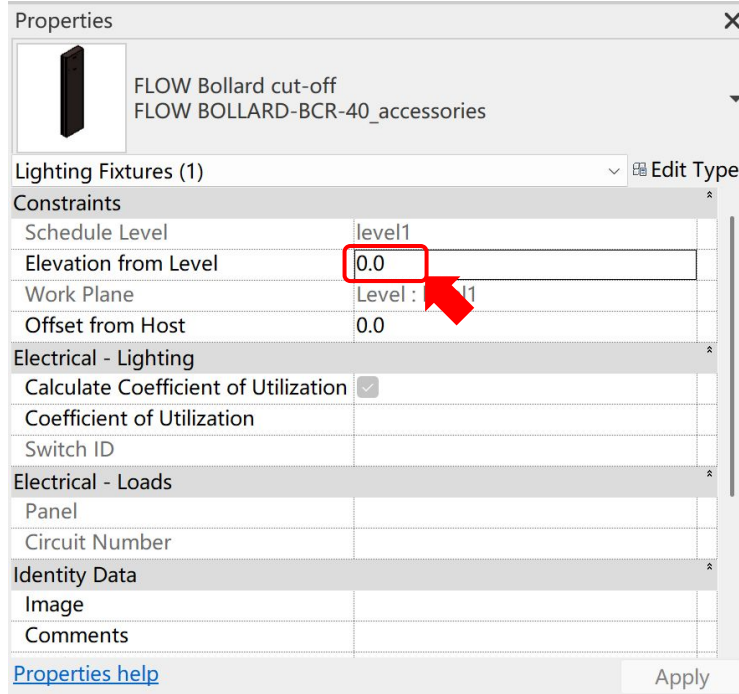 Properties
FLOW Bollard cut-off
FLOW BOLLARD-BCR-40_accessories
Lighting Fixtures (1)
Edit Type
Constraints
Schedule Level level1
Elevation from Level 0.0
Work Plane Level :
Offset from Host 0.0
Electrical - Lighting
Calculate Coefficient of Utilization
Coefficient of Utilization
Switch ID
Electrical - Loads
Panel
Circuit Number
Identity Data
Image
Comments
Properties help Apply